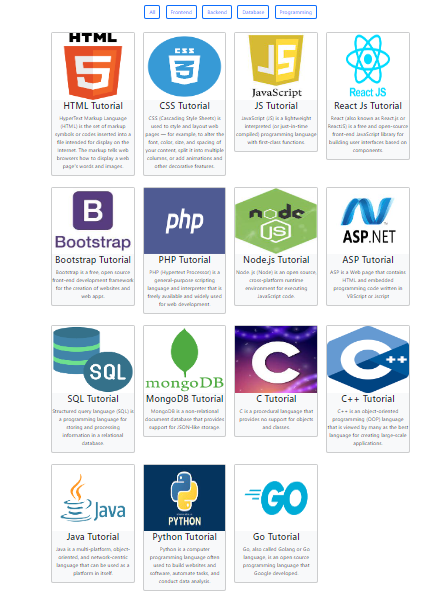 All Frontend Backend Database Programming
HTML
5
HTML Tutorial
HyperText Markup Language
(HTML) is the set of markup
symbols or codes inserted into a
file intended for display on the
Internet. The markup tells web
browsers how to display a web
page's words and images.
CSS
3
CSS Tutorial
CSS (Cascading Style Sheets) is
used to style and layout web
pages — for example, to alter the
font, color, size, and spacing of
your content, split it into multiple
columns, or add animations and
other decorative features.
JS
JavaScript
JS Tutorial
JavaScript (JS) is a lightweight
interpreted (or just-in-time
compiled) programming language
with first-class functions.
React JS
React Js Tutorial
React (also known as React.js or
ReactJS) is a free and open-source
front-end JavaScript library for
building user interfaces based on
components.
B
Bootstrap
Bootstrap Tutorial
Bootstrap is a free, open source
front-end development framework
for the creation of websites and
web apps.
php
PHP Tutorial
PHP (Hypertext Processor) is a
general-purpose scripting
language and interpreter that is
freely available and widely used
for web development.
node
JS
Node.js Tutorial
Node.js (Node) is an open source,
cross-platform runtime
environment for executing
JavaScript code
ASP.NET
ASP Tutorial
ASP is a Web page that contains
HTML and embedded
programming code written in
VBScript or Jscript
SQL
SQL Tutorial
Structured query language (SQL) is
a programming language for
storing and processing
information in a relational
database.
mongoDB
MongoDB Tutorial
MongoDB is a non-relational
document database that provides
support for JSON-like storage.
C
C Tutorial
C is a procedural language that
provides no support for objects
and classes.
C++
C++ Tutorial
C++ is an object-oriented
programming (OOP) language
that is viewed by many as the best
language for creating large-scale
applications.
Java
Java Tutorial
Java is a multi-platform, object-
oriented, and network-centric
language that can be used as a
platform in itself.
PYTHON
Python Tutorial
Python is a computer
programming language often
used to build websites and
software, automate tasks, and
conduct data analysis.
GO
Go Tutorial
Go, also called Golang or Go
language, is an open source
programming language that
Google developed.